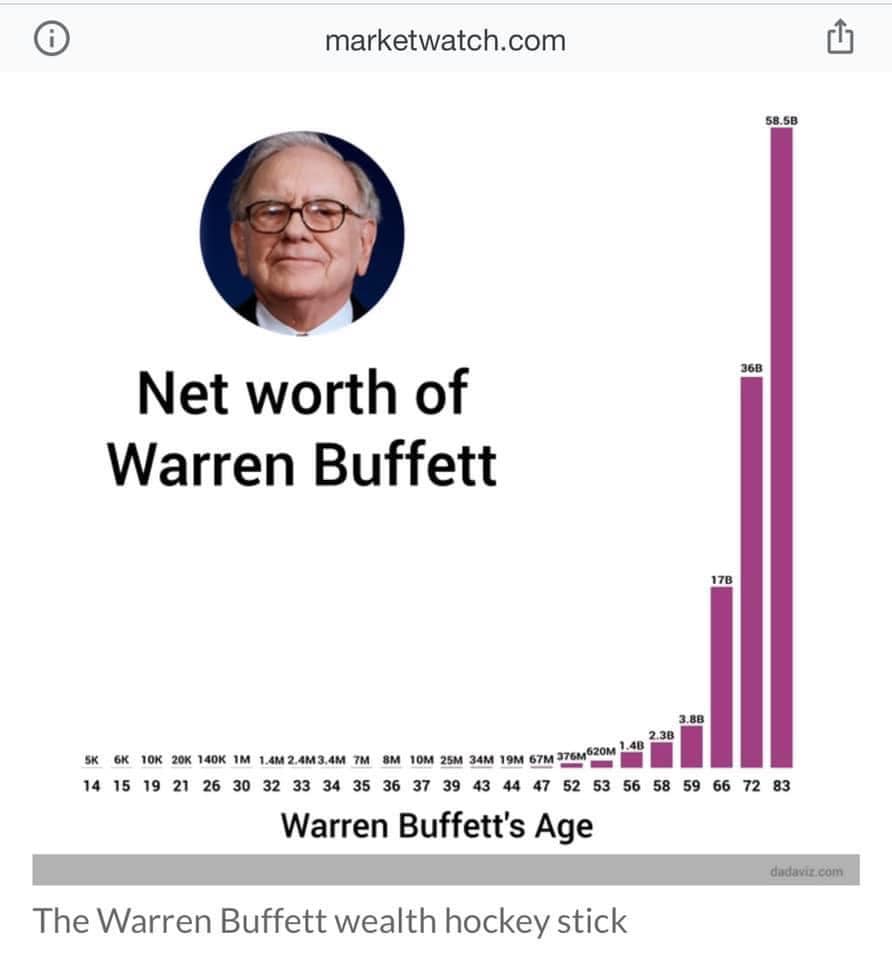 marketwatch.com
58.5B
36B
Net worth of
Warren Buffett
17B
3.8B
2.3B
1.4B
5K 6K 10K 20K 140K 1M 1.4M 2.4M 3.4M 7M 8M 10M 25M 34M 19M 67M 376M 620M
14 15 19 21 26 30 32 33 34 35 36 37 39 43 44 47 52 53 56 58 59 66 72 83
Warren Buffett's Age
dadaviz.com
The Warren Buffett wealth hockey stick